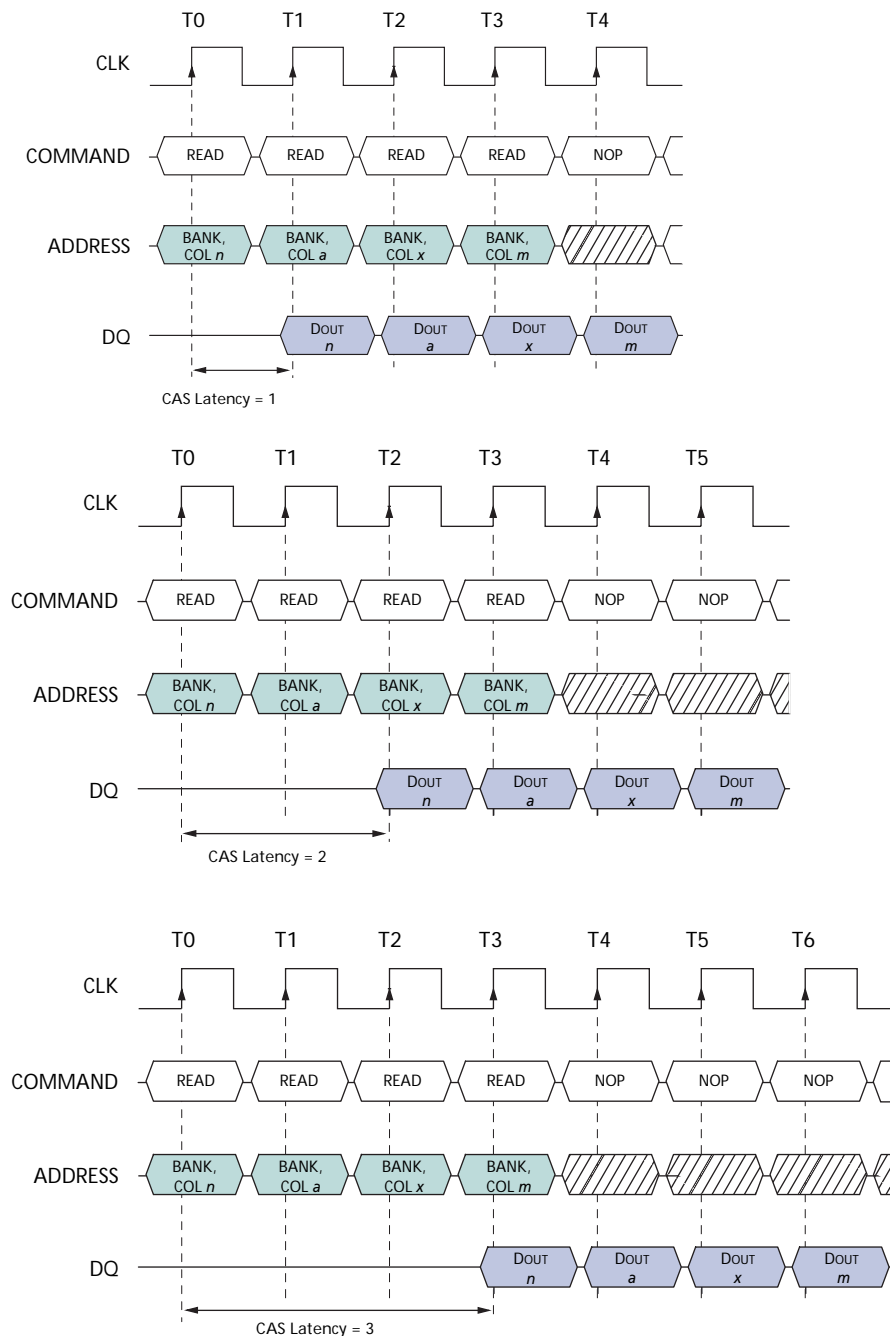 T0 T1 T2 T3 T4
CLK
COMMAND READ READ READ READ NOP
BANK, BANK, BANK, BANK,
ADDRESS
COL n COL a COL x COL m
DOUT DOUT DOUT DOUT
DQ
n a x m
CAS Latency = 1
T0 T1 T2 T3 T4 T5
CLK
COMMAND READ READ READ READ NOP NOP
BANK, BANK, BANK, BANK,
ADDRESS
COL n COL a COL x COL m
DOUT DOUT DOUT DOUT
DQ
n a x m
CAS Latency = 2
T0 T1 T2 T3 T4 T5 T6
CLK
COMMAND READ READ READ READ NOP NOP NOP
BANK, BANK, BANK, BANK,
ADDRESS
COL n COL a COL x COL m
DOUT DOUT DOUT DOUT
DQ
n a x m
CAS Latency = 3